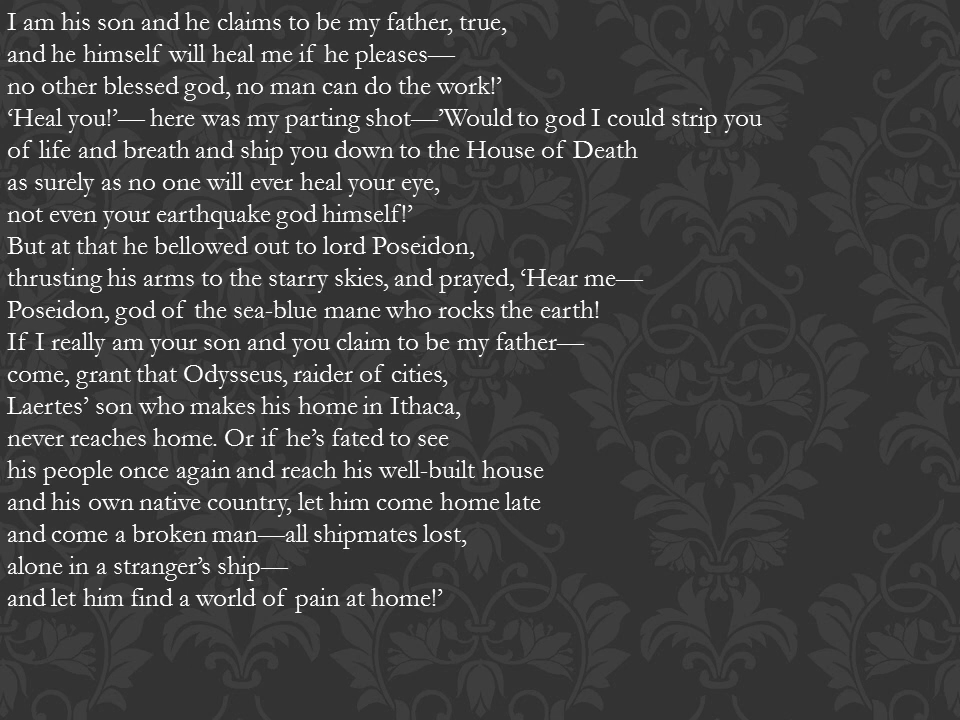 I am his son and he claims to be my father, true,
and he himself will heal me if he pleases—
no other blessed god, no man can do the work!’
‘Heal you!’— here was my parting shot—’Would to god I could strip you
of life and breath and ship you down to the House of Death
as surely as no one will ever heal your eye,
not even your earthquake god himself!’
But at that he bellowed out to lord Poseidon,
thrusting his arms to the starry skies, and prayed, ‘Hear me—
Poseidon, god of the sea-blue mane who rocks the earth!
If I really am your son and you claim to be my father—
come, grant that Odysseus, raider of cities,
Laertes’ son who makes his home in Ithaca,
never reaches home. Or if he’s fated to see
his people once again and reach his well-built house
and his own native country, let him come home late
and come a broken man—all shipmates lost,
alone in a stranger’s ship—
and let him find a world of pain at home!’